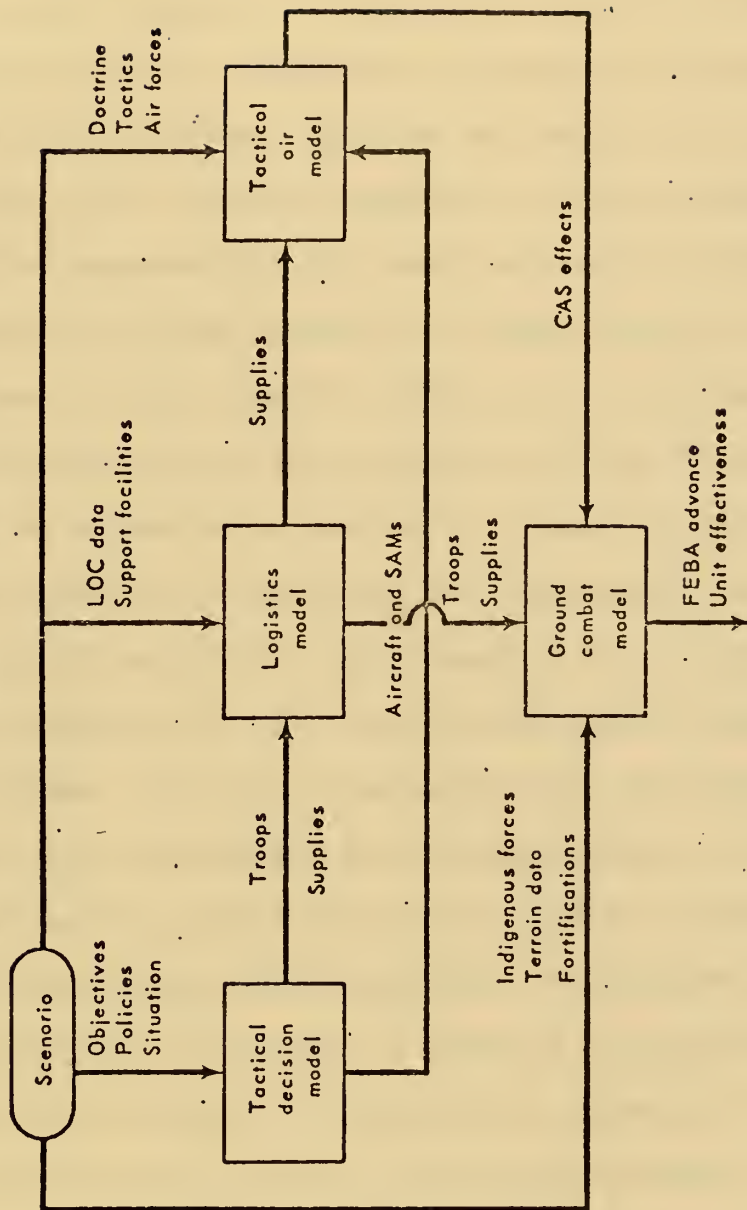 Scenario
Objectives
Policies
Situation
LOC data
Support facilities
Doctrine
Tactics
Air forces
Tactical
decision
model
Troops
Supplies
Logistics
model
Supplies
Tactical
air
model
Aircraft and SAMs
Troops
Supplies
Indigenous forces
Terrain data
Fortifications
Ground
combat
model
CAS effects
FEBA advance
Unit effectiveness